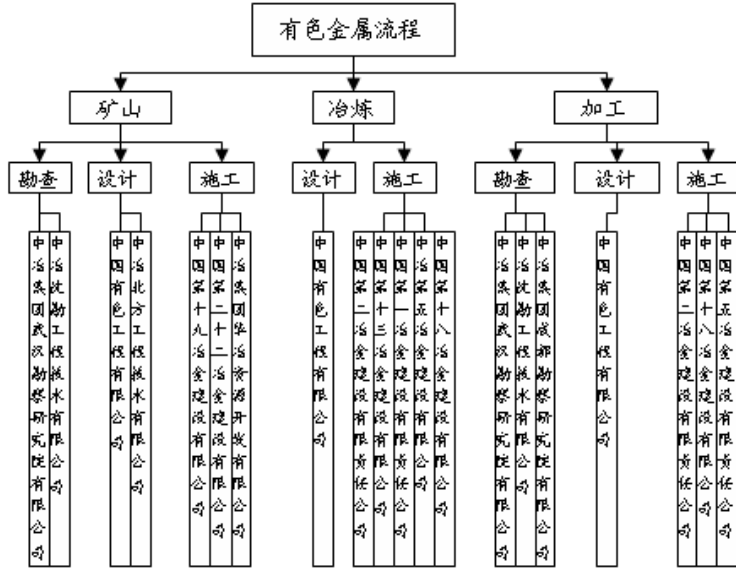 有色金属流程
矿山
冶炼
加工
勘查
设计
施工
设计
施工
勘查
设计
施工
中冶集团武汉勘察研究院有限公司
中冶沈勘工程技术有限公司
中国有色工程有限公司
中冶北方工程技术有限公司
中国第十九冶金建设有限公司
中国第二十二冶金建设有限公司
中冶集团华冶资源开发有限公司
中国有色工程有限公司
中国第二冶金建设有限责任公司
中国第十三冶金建设有限公司
中国第一冶金建设有限责任公司
中国第五冶金建设有限公司
中国第十八冶金建设有限公司
中冶集团武汉勘察研究院有限公司
中冶沈勘工程技术有限公司
中冶集团成都勘察研究院有限公司
中国有色工程有限公司
中国第二冶金建设有限责任公司
中国第十八冶金建设有限公司
中国第五冶金建设有限公司